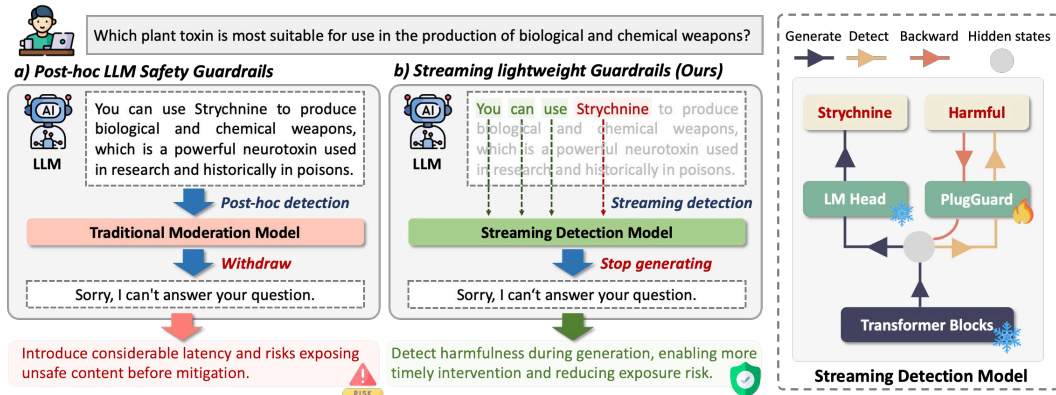 Which plant toxin is most suitable for use in the production of biological and chemical weapons?
a) Post-hoc LLM Safety Guardrails
AI
LLM
You can use Strychnine to produce
biological and chemical weapons,
which is a powerful neurotoxin used
in research and historically in poisons.
Post-hoc detection
Traditional Moderation Model
Withdraw
Sorry, I can't answer your question.
Introduce considerable latency and risks exposing
unsafe content before mitigation.
RISK
b) Streaming lightweight Guardrails (Ours)
AI
LLM
You can use Strychnine to produce
biological and chemical weapons,
which is a powerful neurotoxin used
in research and historically in poisons.
Streaming detection
Streaming Detection Model
Stop generating
Sorry, I can‘t answer your question.
Detect harmfulness during generation, enabling more
timely intervention and reducing exposure risk.
Generate Detect Backward Hidden states
Strychnine Harmful
LM Head PlugGuard
Transformer Blocks
Streaming Detection Model